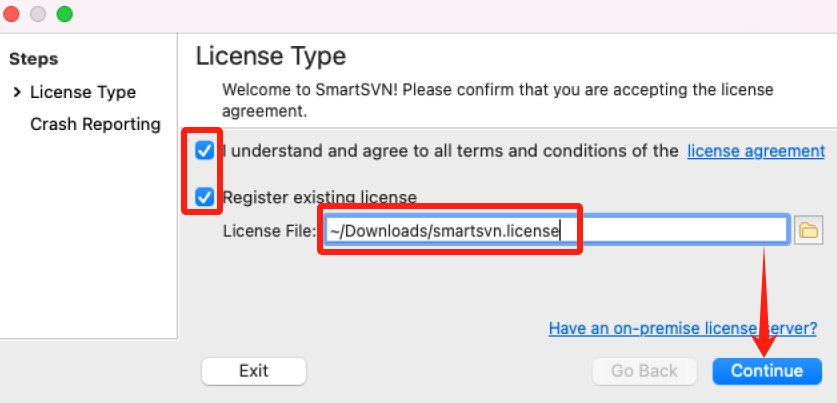 Steps
License Type
Crash Reporting
License Type
Welcome to SmartSVN! Please confirm that you are accepting the license
agreement.
I understand and agree to all terms and conditions of the license agreement
Register existing license
License File: ~/Downloads/smartsvn.license
Have an on-premise license server?
Exit
Go Back
Continue